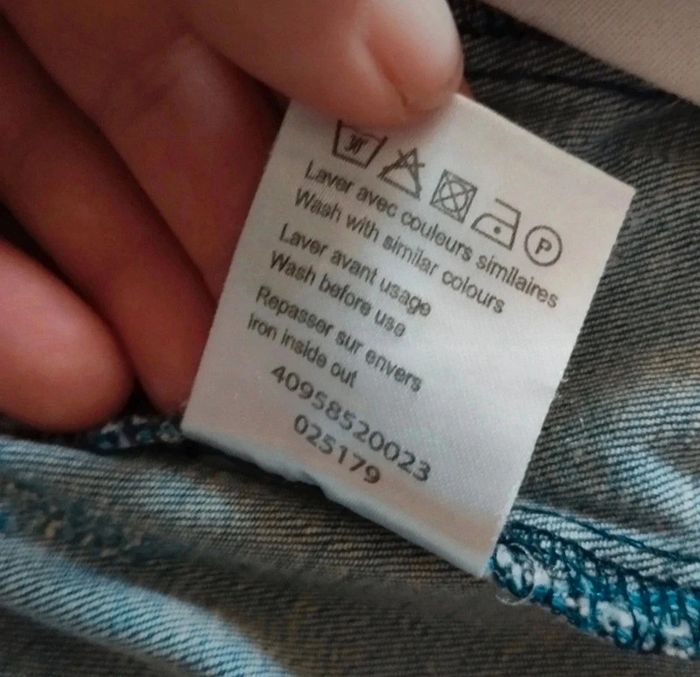 30°
P
Laver avec couleurs similaires
Wash with similar colours
Laver avant usage
Wash before use
Repasser sur envers
Iron inside out
40958520023
025179